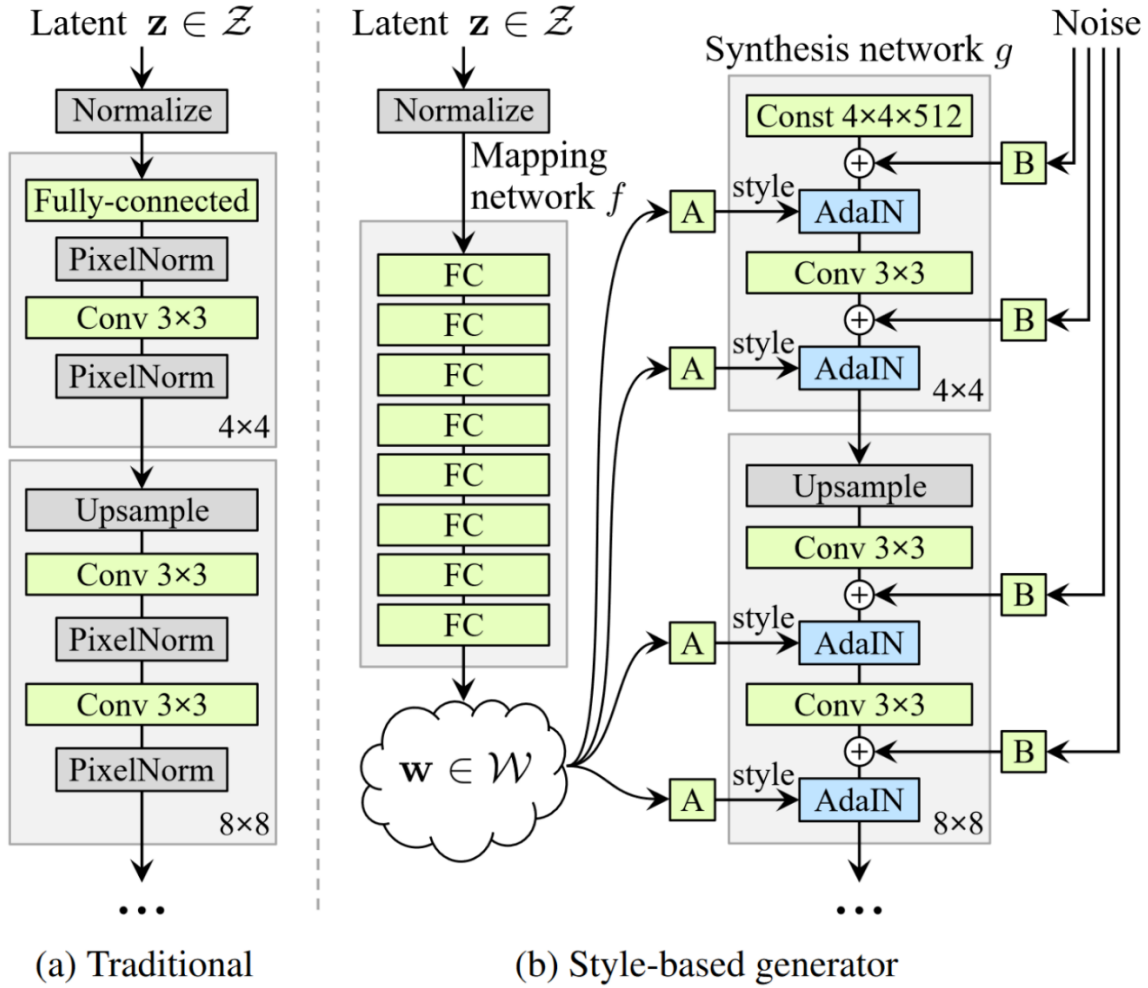 Latent z ∈ 𝒵
Normalize
Fully-connected
PixelNorm
Conv 3×3
PixelNorm
4×4
Upsample
Conv 3×3
PixelNorm
Conv 3×3
PixelNorm
8×8
...
(a) Traditional
Latent z ∈ 𝒵
Normalize
Mapping
network f
FC
FC
FC
FC
FC
FC
FC
FC
w ∈ 𝒲
A
style
A
style
A
style
A
style
Synthesis network g
Noise
Const 4×4×512
+
B
AdaIN
Conv 3×3
+
B
AdaIN
4×4
Upsample
Conv 3×3
+
B
AdaIN
Conv 3×3
+
B
AdaIN
8×8
...
(b) Style-based generator